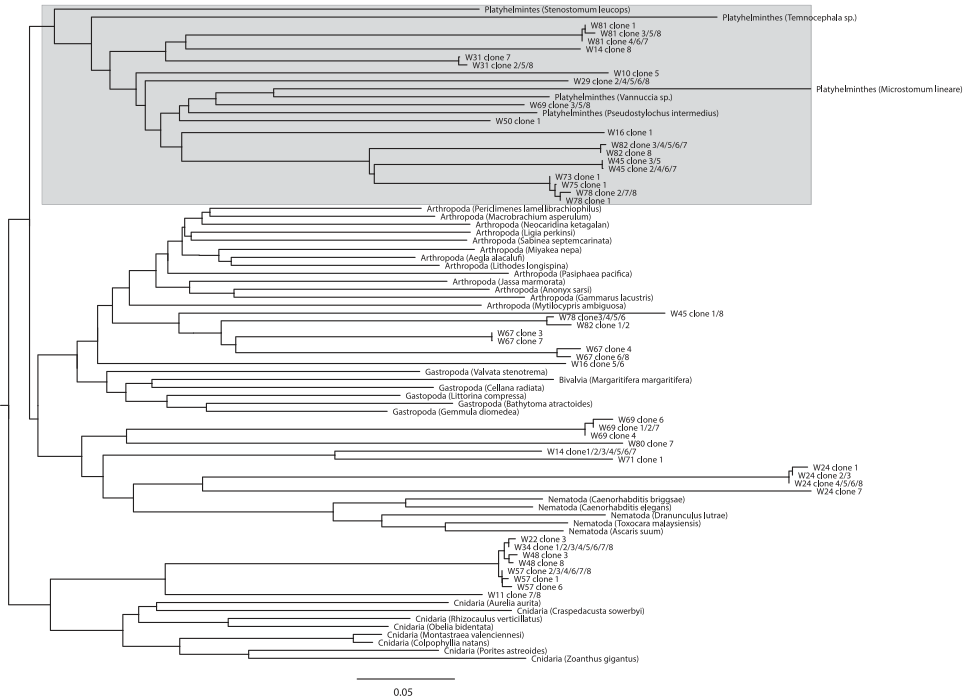 Platyhelmintes (Stenostum leucops)
Platyhelminthes (Temnocephala sp.)
W81 clone 1
W81 clone 3/5/8
W81 clone 4/6/7
W14 clone 8
W31 clone 7
W31 clone 2/5/8
W10 clone 5
W29 clone 2/4/5/6/8
Platyhelminthes (Microstomum lineare)
Platyhelminthes (Vannuccia sp.)
W69 clone 3/5/8
Platyhelminthes (Pseudostylochus intermedius)
W50 clone 1
W16 clone 1
W82 clone 3/4/5/6/7
W82 clone 8
W45 clone 3/5
W45 clone 2/4/6/7
W73 clone 1
W75 clone 1
W78 clone 2/7/8
W78 clone 1
Arthropoda (Periclimenes lamellibrachiophilus)
Arthropoda (Macrobrachium asperulum)
Arthropoda (Neocaridina ketagalan)
Arthropoda (Ligia perkinsi)
Arthropoda (Sabinea septemcarinata)
Arthropoda (Miyakea nepa)
Arthropoda (Aegla alacalufi)
Arthropoda (Lithodes longispina)
Arthropoda (Pasiphaea pacifica)
Arthropoda (Jassa marmorata)
Arthropoda (Anonyx sarsi)
Arthropoda (Gammarus lacustris)
Arthropoda (Mytilocypris ambiguosa)
W45 clone 1/8
W78 clone3/4/5/6
W82 clone 1/2
W67 clone 3
W67 clone 7
W67 clone 4
W67 clone 6/8
W16 clone 5/6
Gastropoda (Valvata stenotrema)
Bivalvia (Margaritifera margaritifera)
Gastropoda (Cellana radiata)
Gastopoda (Littorina compressa)
Gastropoda (Bathytoma atractoides)
Gastropoda (Gemmula diomedea)
W69 clone 6
W69 clone 1/2/7
W69 clone 4
W80 clone 7
W14 clone1/2/3/4/5/6/7
W71 clone 1
W24 clone 1
W24 clone 2/3
W24 clone 4/5/6/8
W24 clone 7
Nematoda (Caenorhabditis briggsae)
Nematoda (Caenorhabditis elegans)
Nematoda (Dranunculus lutrae)
Nematoda (Toxocara malaysiensis)
Nematoda (Ascaris suum)
W22 clone 3
W34 clone 1/2/3/4/5/6/7/8
W48 clone 3
W48 clone 8
W57 clone 2/3/4/6/7/8
W57 clone 1
W57 clone 6
W11 clone 7/8
Cnidaria (Aurelia aurita)
Cnidaria (Craspedacusta sowerbyi)
Cnidaria (Rhizocaulus verticillatus)
Cnidaria (Obelia bidentata)
Cnidaria (Montastraea valenciennesi)
Cnidaria (Colpophyllia natans)
Cnidaria (Porites astreoides)
Cnidaria (Zoanthus gigantus)
0.05